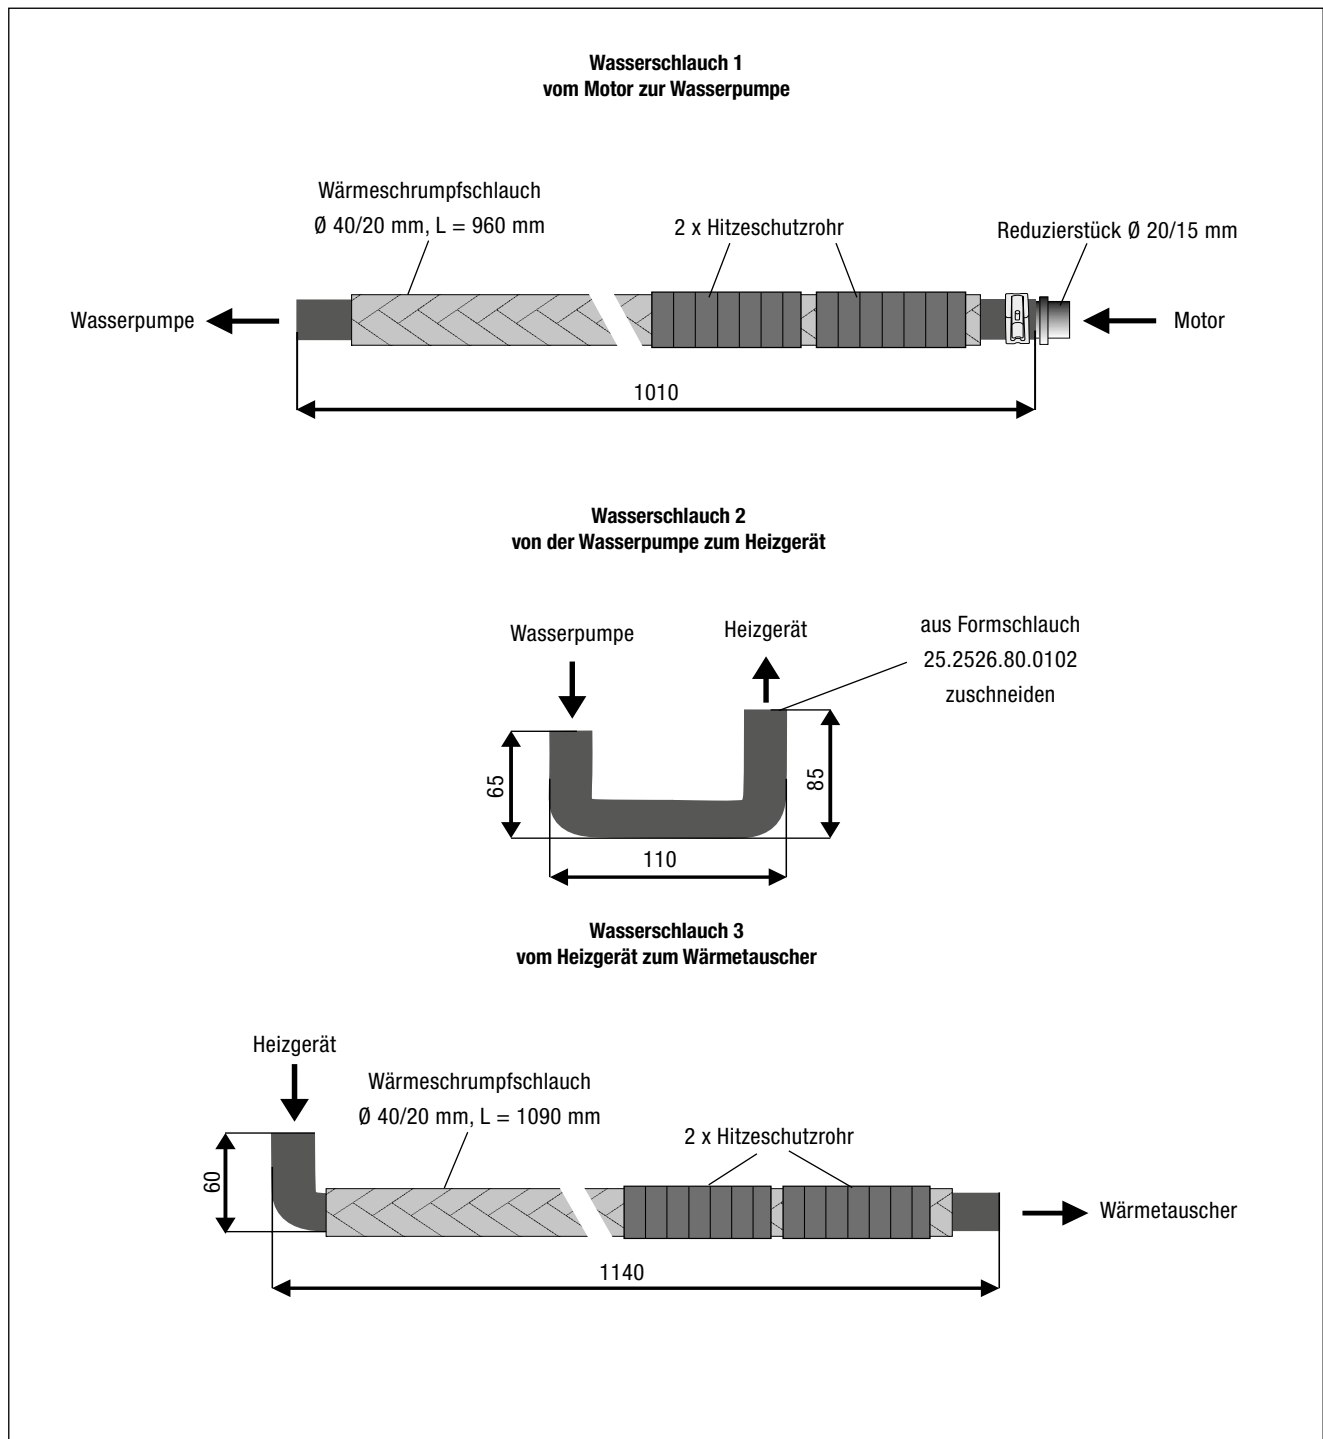 Wasserschlauch 1
vom Motor zur Wasserpumpe
Wärmeschrumpfschlauch
Ø 40/20 mm, L = 960 mm
2 x Hitzeschutzrohr
Reduzierstück Ø 20/15 mm
Wasserpumpe
Motor
1010
Wasserschlauch 2
von der Wasserpumpe zum Heizgerät
Wasserpumpe
Heizgerät
aus Formschlauch
25.2526.80.0102
zuschneiden
65
85
110
Wasserschlauch 3
vom Heizgerät zum Wärmetauscher
Heizgerät
Wärmeschrumpfschlauch
Ø 40/20 mm, L = 1090 mm
2 x Hitzeschutzrohr
60
Wärmetauscher
1140